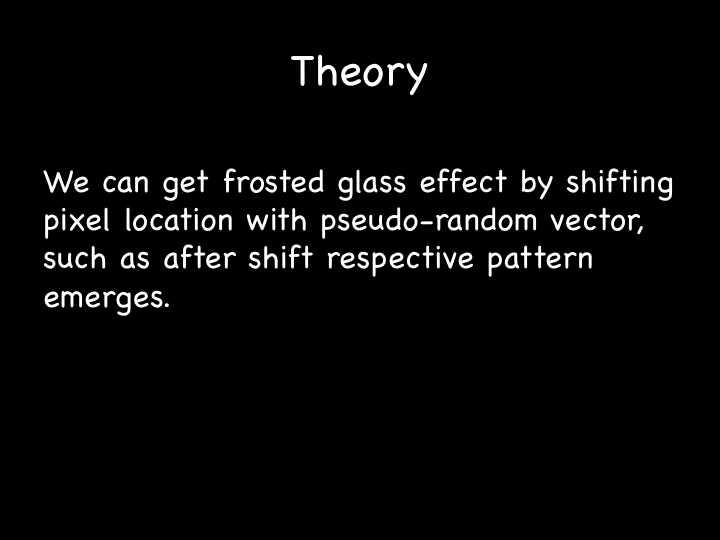 Theory
We can get frosted glass effect by shifting
pixel location with pseudo-random vector,
such as after shift respective pattern
emerges.